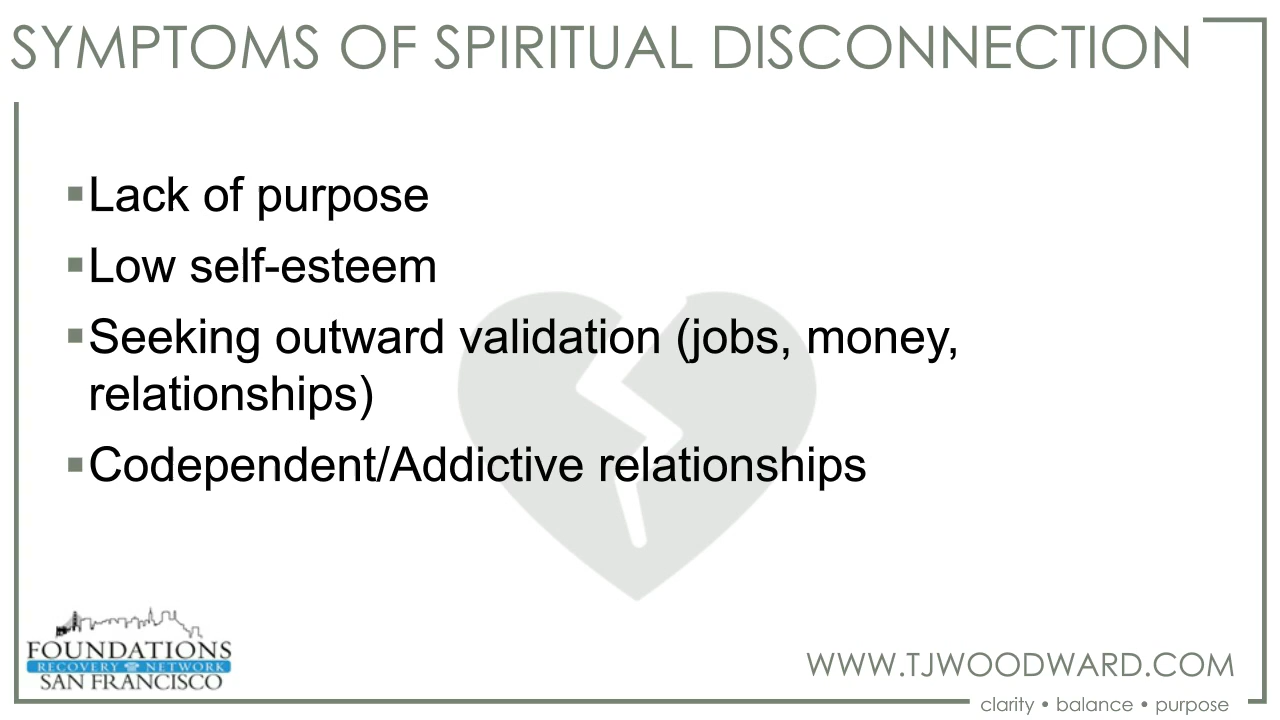 SYMPTOMS OF SPIRITUAL DISCONNECTION
▪Lack of purpose
▪Low self-esteem
▪Seeking outward validation (jobs, money,
relationships)
▪Codependent/Addictive relationships
FOUNDATIONS
RECOVERY NETWORK
SAN FRANCISCO
WWW.TJWOODWARD.COM
clarity • balance • purpose